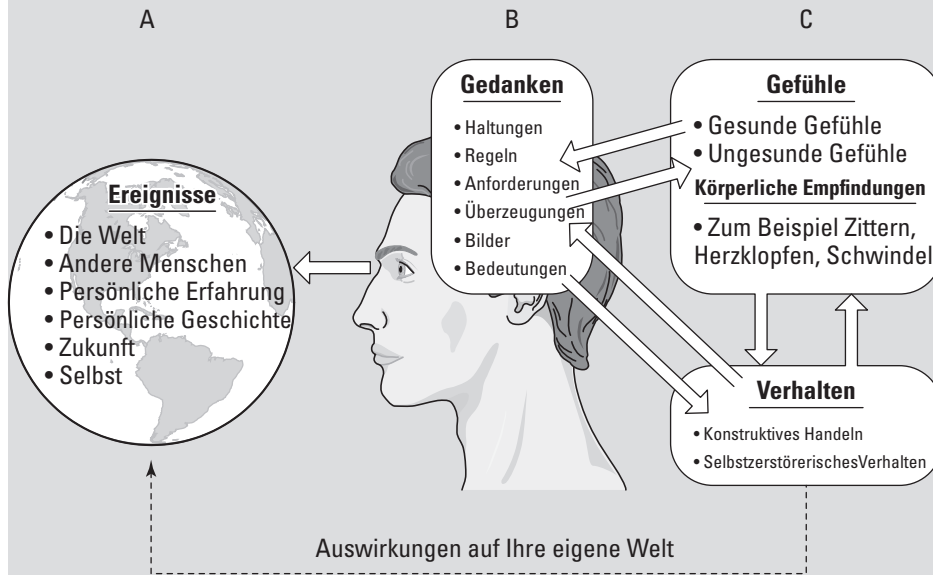 A
B
C
Ereignisse
• Die Welt
• Andere Menschen
• Persönliche Erfahrung
• Persönliche Geschichte
• Zukunft
• Selbst
Gedanken
• Haltungen
• Regeln
• Anforderungen
• Überzeugungen
• Bilder
• Bedeutungen
Gefühle
• Gesunde Gefühle
• Ungesunde Gefühle
Körperliche Empfindungen
• Zum Beispiel Zittern,
Herzklopfen, Schwindel
Verhalten
• Konstruktives Handeln
• SelbstzerstörerischesVerhalten
Auswirkungen auf Ihre eigene Welt